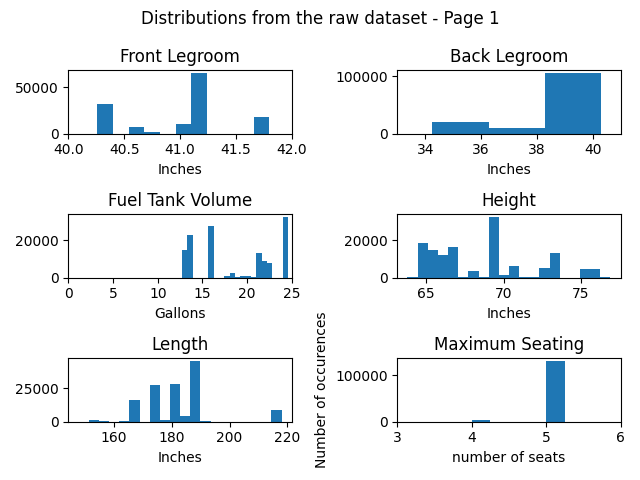 Distributions from the raw dataset - Page 1
Front Legroom
50000
0
40.0 40.5 41.0 41.5 42.0
Inches
Back Legroom
100000
0
34 36 38 40
Inches
Fuel Tank Volume
20000
0
0 5 10 15 20 25
Gallons
Height
20000
0
65 70 75
Inches
Length
25000
0
160 180 200 220
Inches
Number of occurences
Maximum Seating
100000
0
3 4 5 6
number of seats